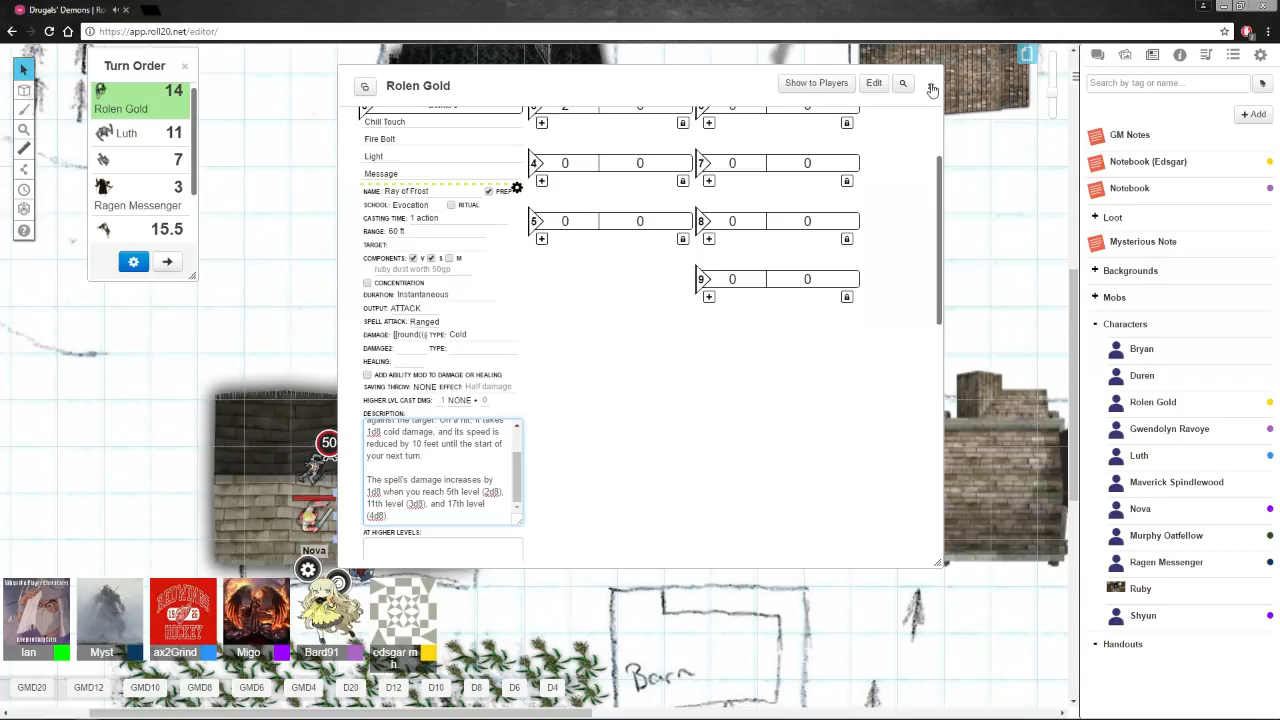 Drugals' Demons | Ro
https://app.roll20.net/editor/
Turn Order
14
Rolen Gold
Luth 11
7
3
Ragen Messenger
15.5
Rolen Gold
Show to Players
Edit
Chill Touch
Fire Bolt
Light
Message
NAME: Ray of Frost PREP
SCHOOL: Evocation RITUAL
CASTING TIME: 1 action
RANGE: 60 ft
TARGET:
COMPONENTS: V S M
ruby dust worth 50gp
CONCENTRATION
DURATION: Instantaneous
OUTPUT: ATTACK
SPELL ATTACK: Ranged
DAMAGE: [[round((( TYPE: Cold
DAMAGE2: TYPE:
HEALING:
ADD ABILITY MOD TO DAMAGE OR HEALING
SAVING THROW: NONE EFFECT: Half damage
HIGHER LVL CAST DMG: 1 NONE + 0
DESCRIPTION:
against the target. On a hit, it takes
1d8 cold damage, and its speed is
reduced by 10 feet until the start of
your next turn.
The spell's damage increases by
1d8 when you reach 5th level (2d8),
11th level (3d8), and 17th level
(4d8).
AT HIGHER LEVELS:
4 0 0
7 0 0
5 0 0
8 0 0
9 0 0
Search by tag or name...
+ Add
GM Notes
Notebook (Edsgar)
Notebook
+ Loot
Mysterious Note
+ Backgrounds
+ Mobs
- Characters
Bryan
Duren
Rolen Gold
Gwendolyn Ravoye
Luth
Maverick Spindlewood
Nova
Murphy Oatfellow
Ragen Messenger
Ruby
Shyun
- Handouts
50
Nova
Barn
Ian
Myst
ax2Grind
Migo
Bard91
edsgar m
h.
REDWINGS
HOCKEY
GMD20 GMD12 GMD10 GMD8 GMD6 GMD4 D20 D12 D10 D8 D6 D4